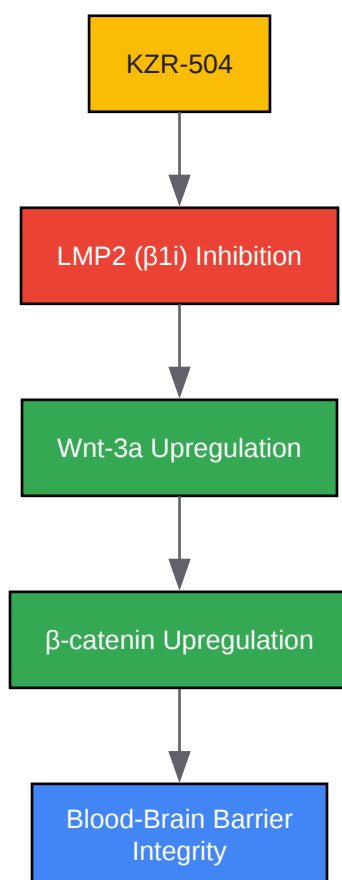 KZR-504
LMP2 (β1i) Inhibition
Wnt-3a Upregulation
β-catenin Upregulation
Blood-Brain Barrier
Integrity